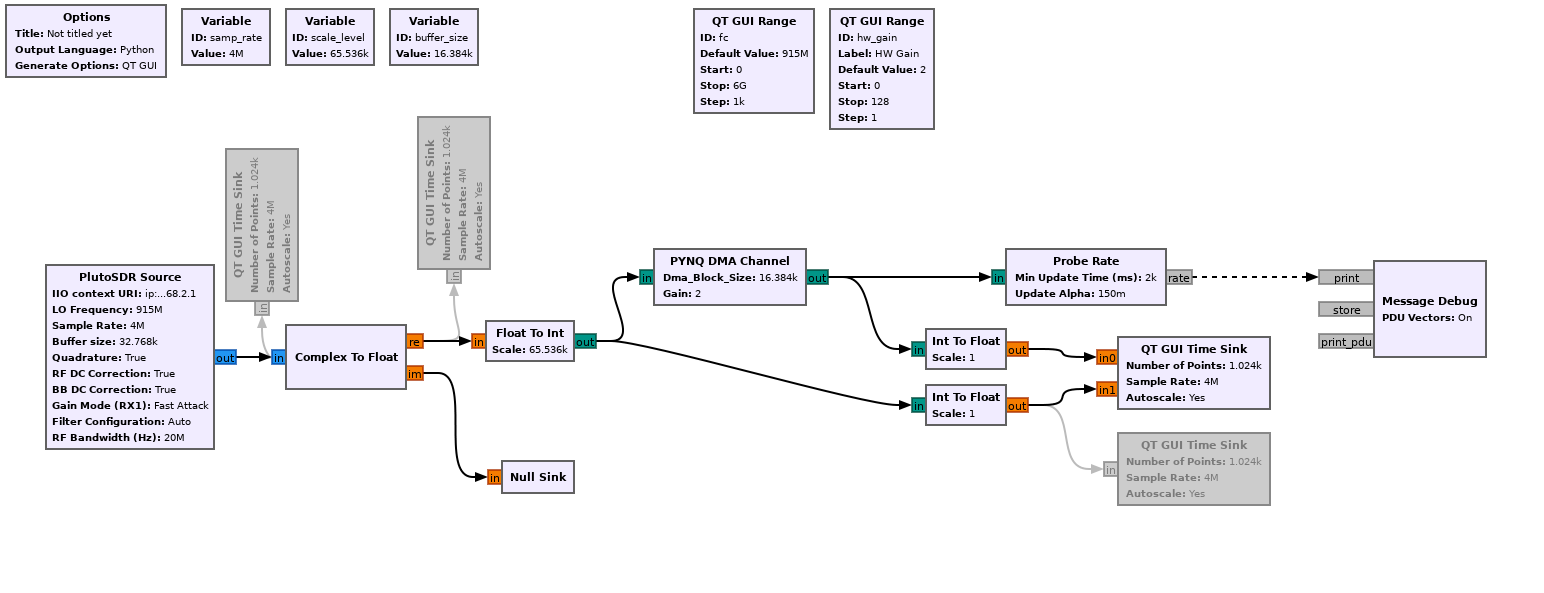 Options
Title: Not titled yet
Output Language: Python
Generate Options: QT GUI
Variable
ID: samp_rate
Value: 4M
Variable
ID: scale_level
Value: 65.536k
Variable
ID: buffer_size
Value: 16.384k
QT GUI Range
ID: fc
Default Value: 915M
Start: 0
Stop: 6G
Step: 1k
QT GUI Range
ID: hw_gain
Label: HW Gain
Default Value: 2
Start: 0
Stop: 128
Step: 1
QT GUI Time Sink
Number of Points: 1.024k
Sample Rate: 4M
Autoscale: Yes
in
QT GUI Time Sink
Number of Points: 1.024k
Sample Rate: 4M
Autoscale: Yes
in
PlutoSDR Source
IIO context URI: ip:...68.2.1
LO Frequency: 915M
Sample Rate: 4M
Buffer size: 32.768k
Quadrature: True
RF DC Correction: True
BB DC Correction: True
Gain Mode (RX1): Fast Attack
Filter Configuration: Auto
RF Bandwidth (Hz): 20M
out
in
Complex To Float
re
im
in
Float To Int
Scale: 65.536k
out
in
Null Sink
in
PYNQ DMA Channel
Dma_Block_Size: 16.384k
Gain: 2
out
in
Probe Rate
Min Update Time (ms): 2k
Update Alpha: 150m
rate
print
store
print_pdu
Message Debug
PDU Vectors: On
in
Int To Float
Scale: 1
out
in
Int To Float
Scale: 1
out
in0
in1
QT GUI Time Sink
Number of Points: 1.024k
Sample Rate: 4M
Autoscale: Yes
in
QT GUI Time Sink
Number of Points: 1.024k
Sample Rate: 4M
Autoscale: Yes